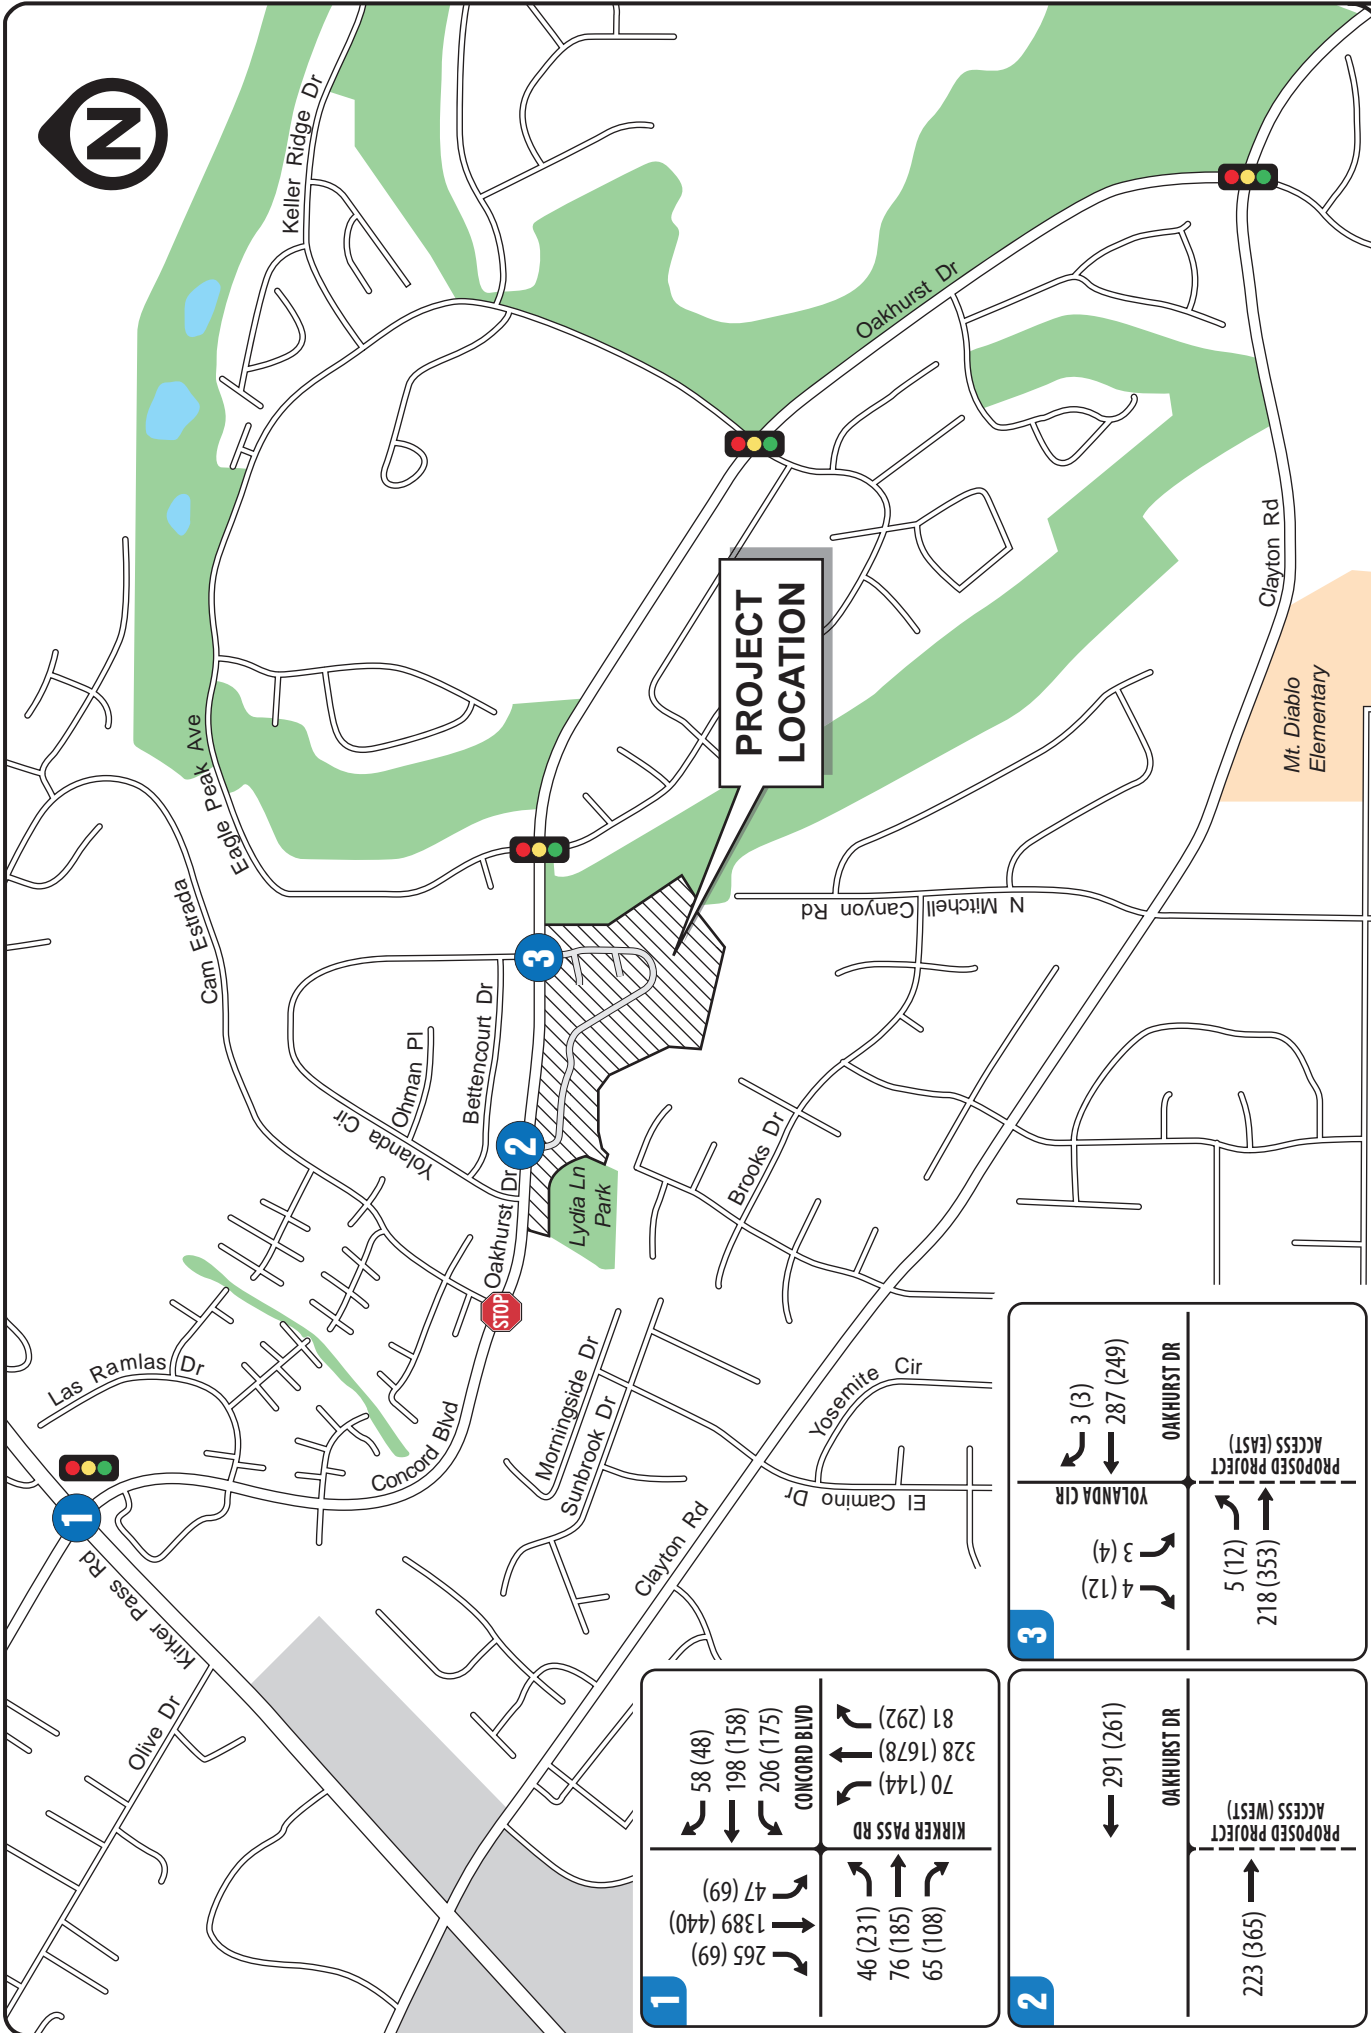 N
Keller Ridge Dr
Eagle Peak Ave
Cam Estrada
Oakhurst Dr
PROJECT
LOCATION
Clayton Rd
Mt. Diablo
Elementary
N Mitchell Canyon Rd
3
Bettencourt Dr
Ohman Pl
Yolanda Cir
2
Oakhurst Dr
Lydia Ln
Park
Brooks Dr
STOP
Las Ramlas Dr
Concord Blvd
1
Kirker Pass Rd
Olive Dr
Morningside Dr
Sunbrook Dr
Clayton Rd
Yosemite Cir
El Camino Dr
1
265 (69)
1389 (440)
47 (69)
58 (48)
198 (158)
206 (175)
CONCORD BLVD
46 (231)
76 (185)
65 (108)
KIRKER PASS RD
70 (144)
328 (1678)
81 (292)
2
291 (261)
OAKHURST DR
223 (365)
PROPOSED PROJECT
ACCESS (WEST)
3
4 (12)
3 (4)
YOLANDA CIR
3 (3)
287 (249)
OAKHURST DR
5 (12)
218 (353)
PROPOSED PROJECT
ACCESS (EAST)